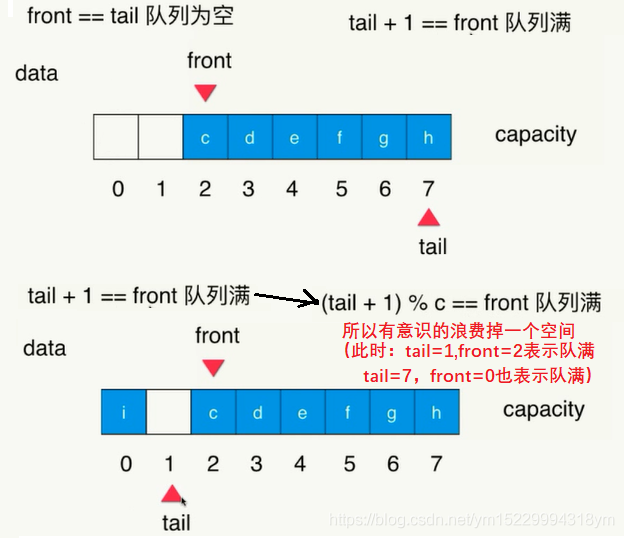 front == tail 队列为空
tail + 1 == front 队列满
data
front
c d e f g h
capacity
0 1 2 3 4 5 6 7
tail
tail + 1 == front 队列满
(tail + 1) % c == front 队列满
所以有意识的浪费掉一个空间
(此时：tail=1,front=2表示队满
tail=7，front=0也表示队满)
data
front
i c d e f g h
capacity
0 1 2 3 4 5 6 7
tail
https://blog.csdn.net/ym15229994318ym